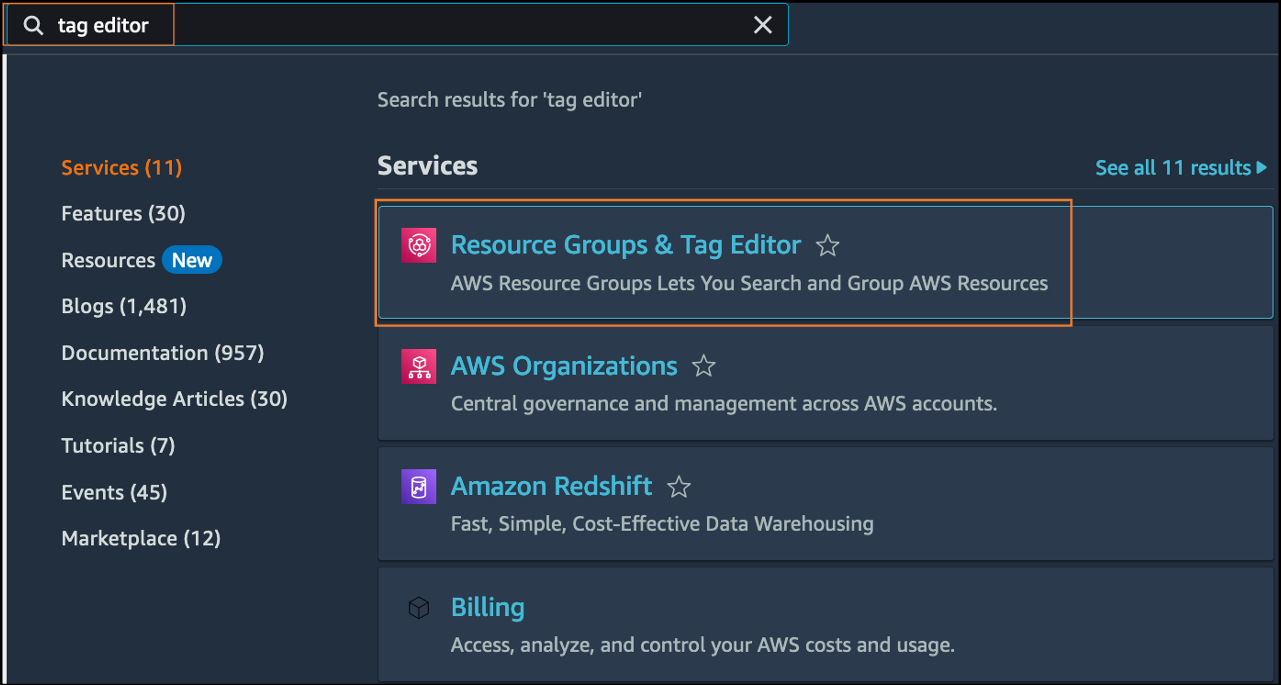 tag editor
Search results for 'tag editor'
Services (11)
Features (30)
Resources New
Blogs (1,481)
Documentation (957)
Knowledge Articles (30)
Tutorials (7)
Events (45)
Marketplace (12)
Services
See all 11 results
Resource Groups & Tag Editor
AWS Resource Groups Lets You Search and Group AWS Resources
AWS Organizations
Central governance and management across AWS accounts.
Amazon Redshift
Fast, Simple, Cost-Effective Data Warehousing
Billing
Access, analyze, and control your AWS costs and usage.